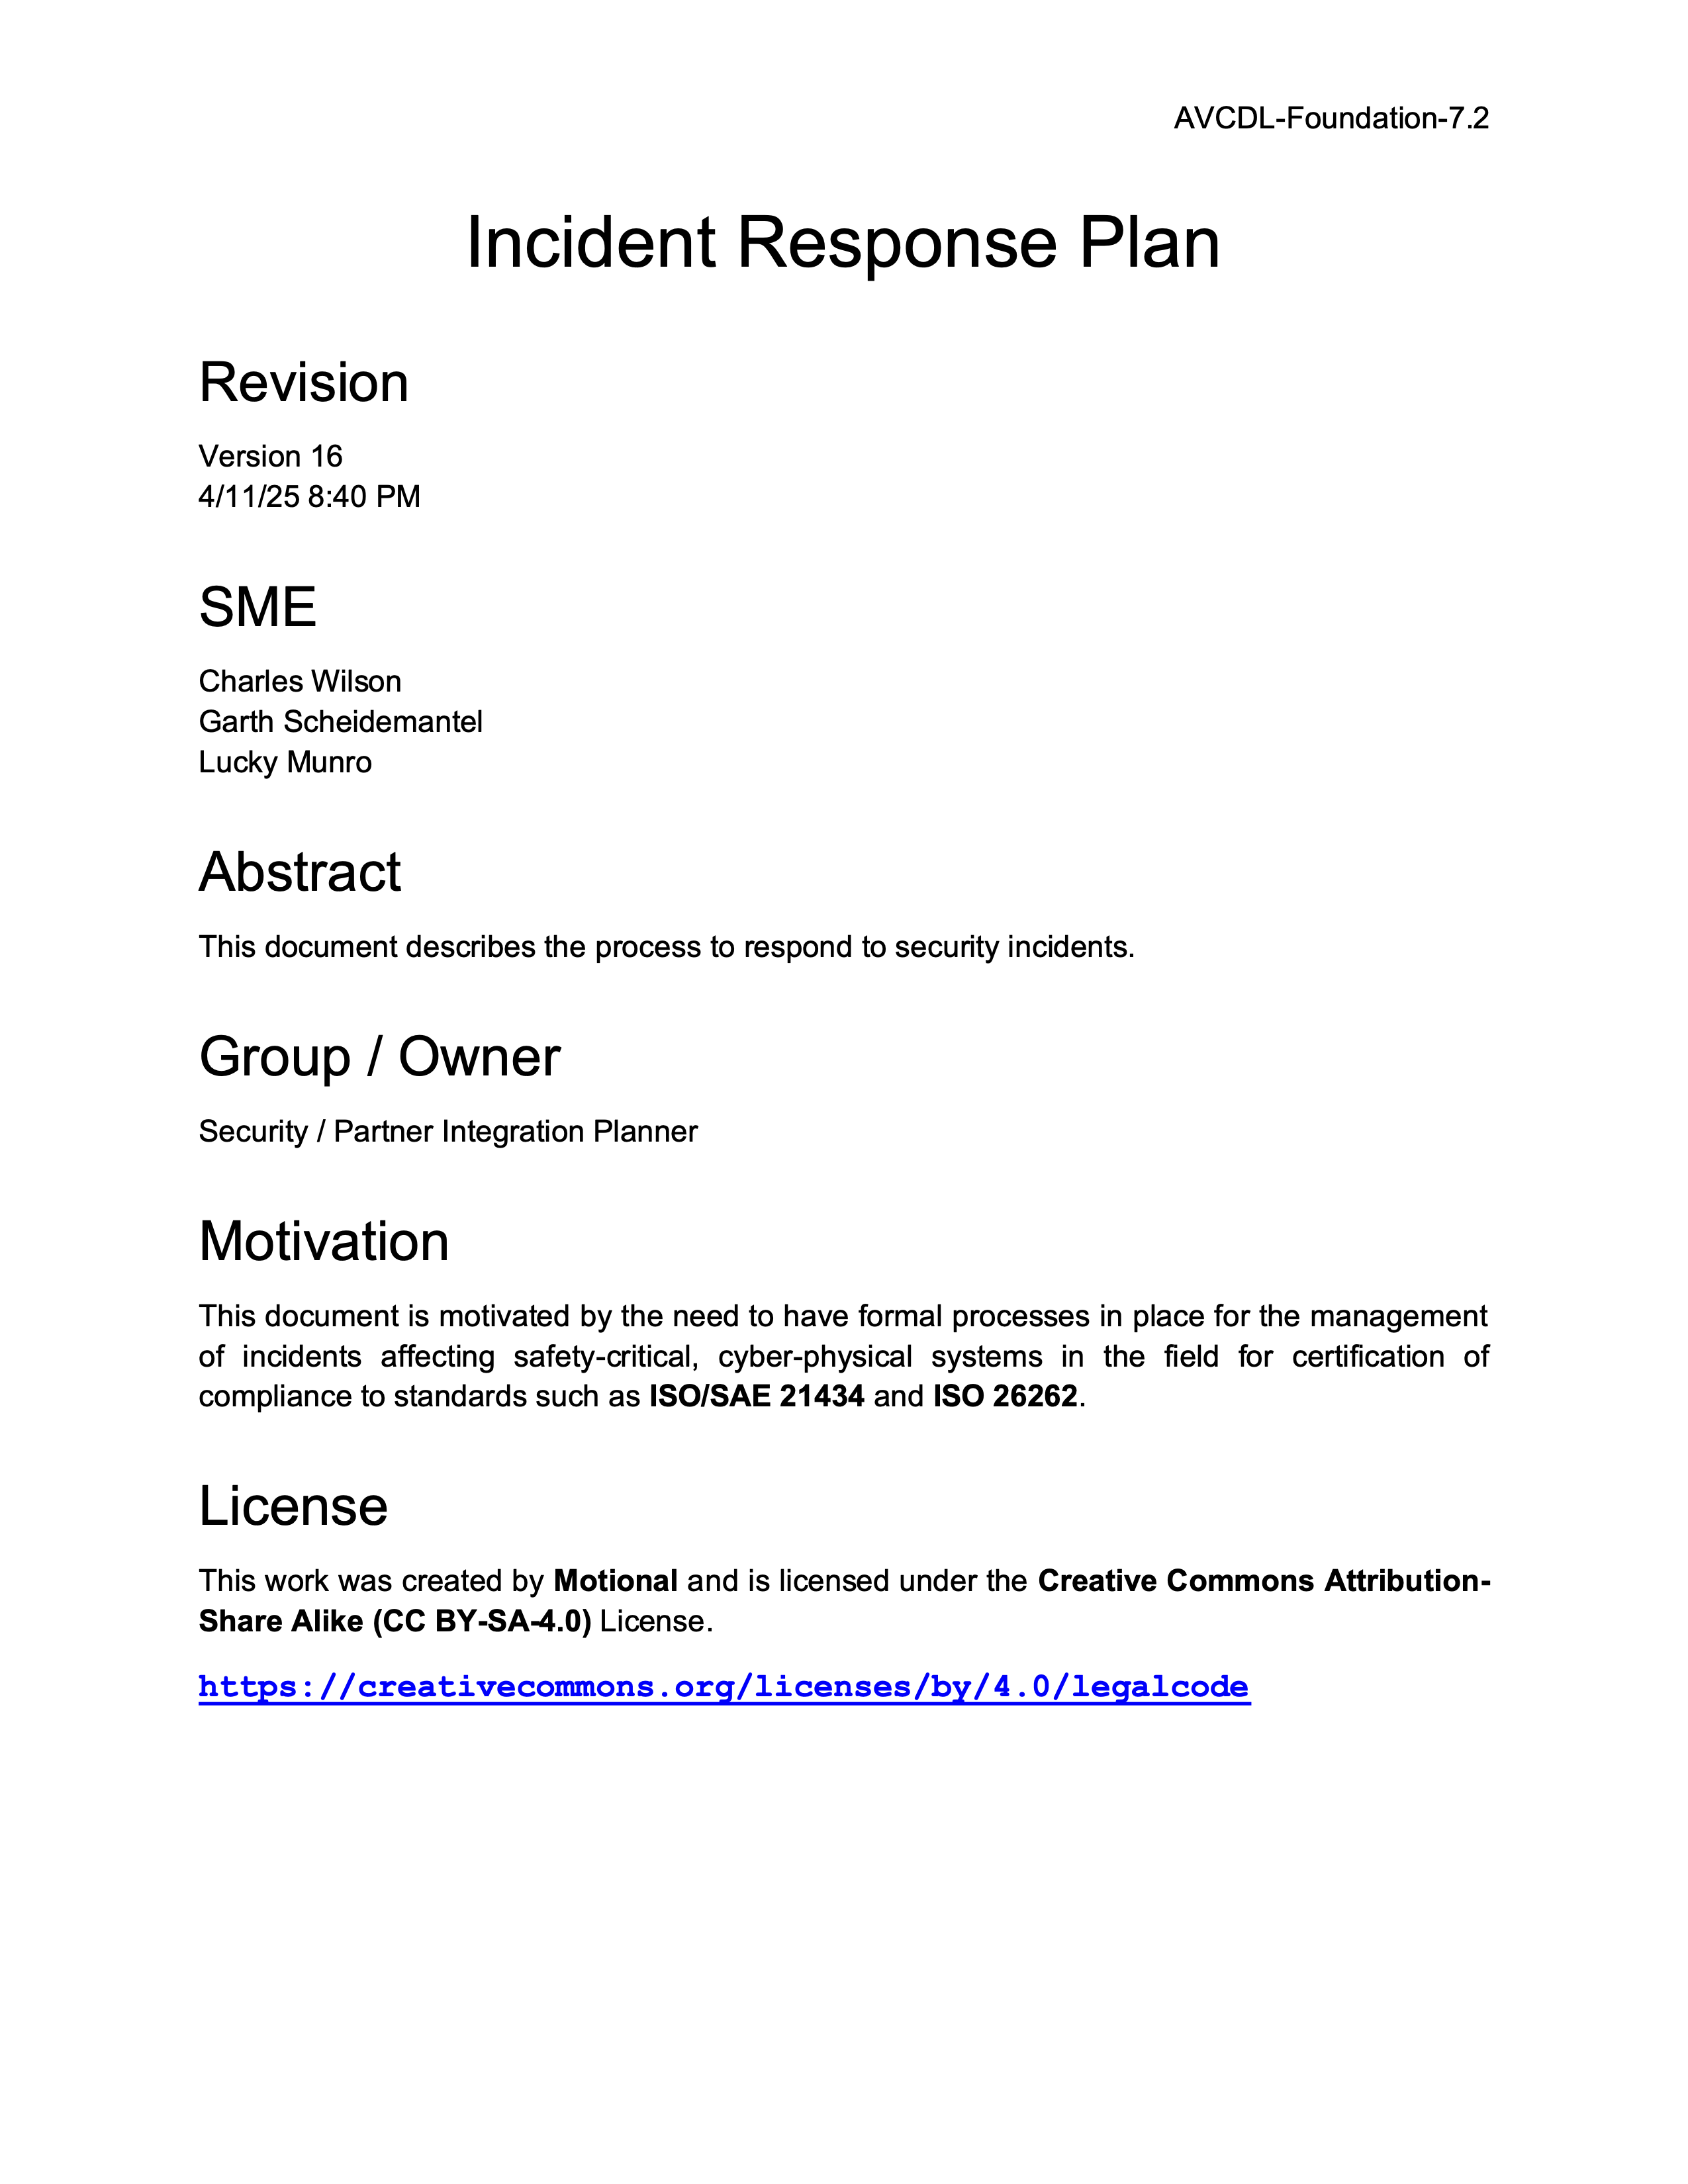 AVCDL-Foundation-7.2
Incident Response Plan
Revision
Version 16
4/11/25 8:40 PM
SME
Charles Wilson
Garth Scheidemantel
Lucky Munro
Abstract
This document describes the process to respond to security incidents.
Group / Owner
Security / Partner Integration Planner
Motivation
This document is motivated by the need to have formal processes in place for the management
of incidents affecting safety-critical, cyber-physical systems in the field for certification of
compliance to standards such as ISO/SAE 21434 and ISO 26262.
License
This work was created by Motional and is licensed under the Creative Commons Attribution-
Share Alike (CC BY-SA-4.0) License.
https://creativecommons.org/licenses/by/4.0/legalcode